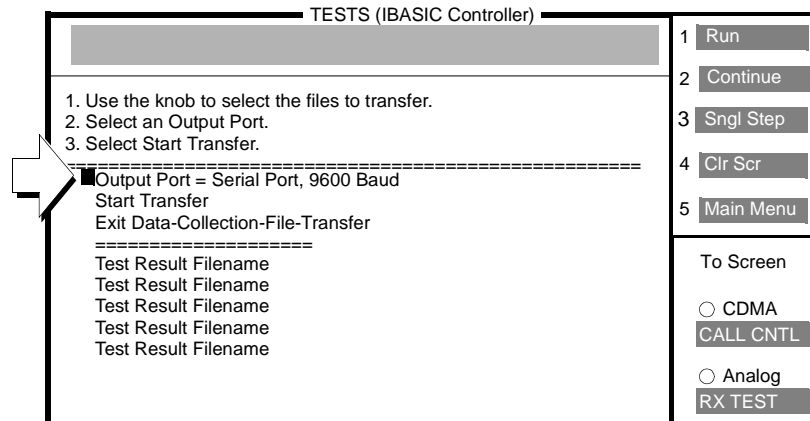 TESTS (IBASIC Controller)
1. Use the knob to select the files to transfer.
2. Select an Output Port.
3. Select Start Transfer.
=====================================================
Output Port = Serial Port, 9600 Baud
Start Transfer
Exit Data-Collection-File-Transfer
====================
Test Result Filename
Test Result Filename
Test Result Filename
Test Result Filename
Test Result Filename
1 Run
2 Continue
3 Sngl Step
4 Clr Scr
5 Main Menu
To Screen
CDMA
CALL CNTL
Analog
RX TEST